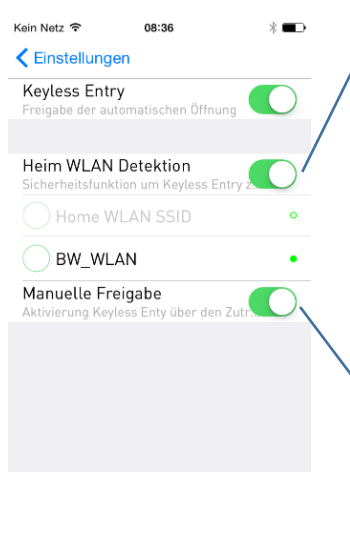 Kein Netz 08:36
Einstellungen
Keyless Entry
Freigabe der automatischen Öffnung
Heim WLAN Detektion
Sicherheitsfunktion um Keyless Entry z...
Home WLAN SSID
BW_WLAN
Manuelle Freigabe
Aktivierung Keyless Enty über den Zutr...